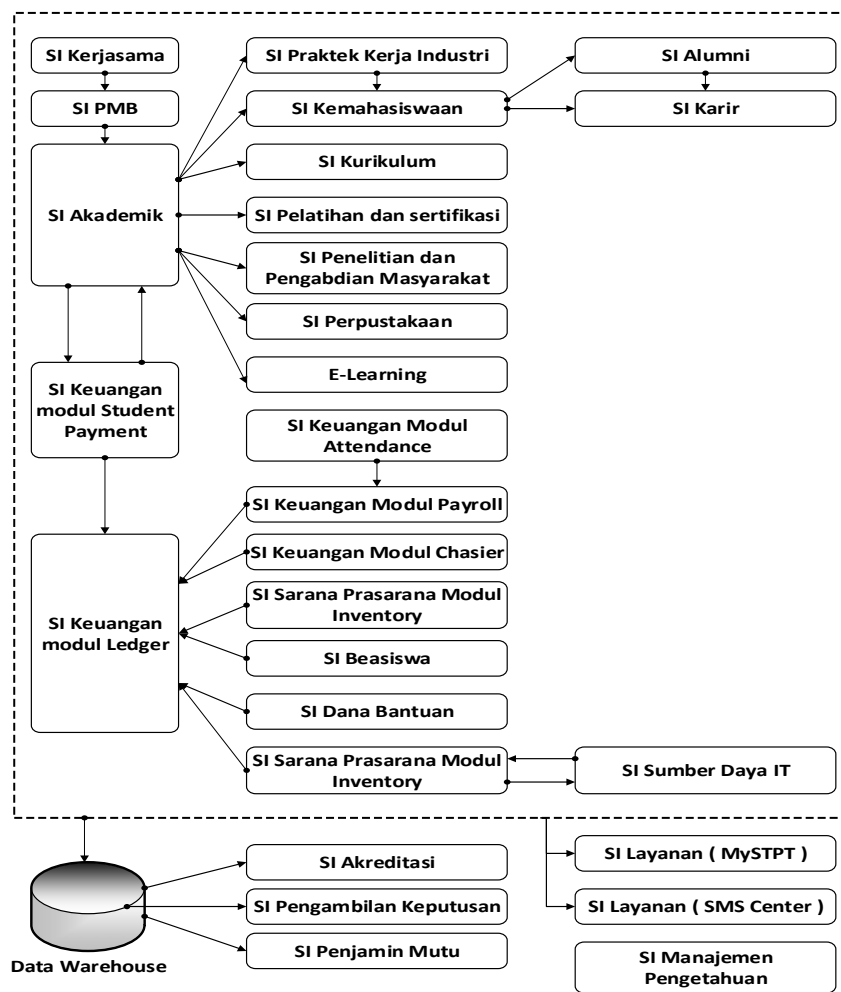 SI Kerjasama
SI Praktek Kerja Industri
SI Alumni
SI PMB
SI Kemahasiswaan
SI Karir
SI Kurikulum
SI Akademik
SI Pelatihan dan sertifikasi
SI Penelitian dan
Pengabdian Masyarakat
SI Perpustakaan
E-Learning
SI Keuangan
modul Student
Payment
SI Keuangan Modul
Attendance
SI Keuangan Modul Payroll
SI Keuangan Modul Chasier
SI Sarana Prasarana Modul
Inventory
SI Keuangan
modul Ledger
SI Beasiswa
SI Dana Bantuan
SI Sarana Prasarana Modul
Inventory
SI Sumber Daya IT
SI Akreditasi
SI Layanan ( MySTPT )
SI Pengambilan Keputusan
SI Layanan ( SMS Center )
SI Penjamin Mutu
Data Warehouse
SI Manajemen
Pengetahuan